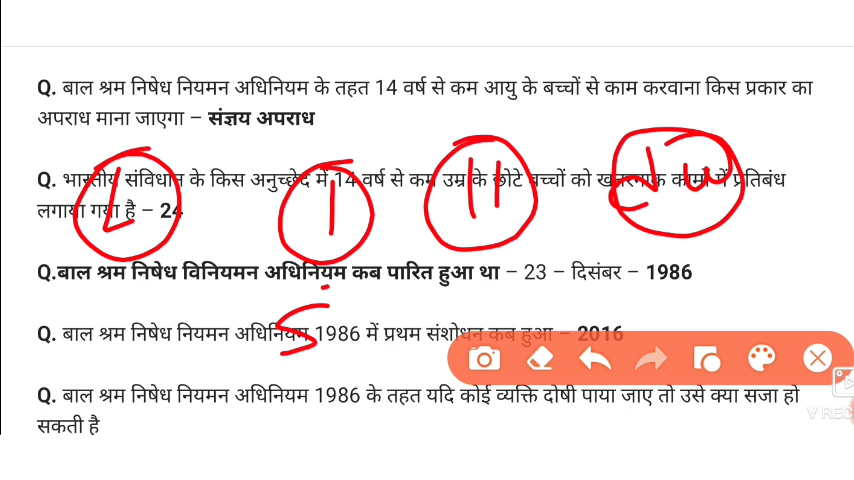 Q. बाल श्रम निषेध नियमन अधिनियम के तहत 14 वर्ष से कम आयु के बच्चों से काम करवाना किस प्रकार का
अपराध माना जाएगा – संज्ञय अपराध
Q. भारतीय संविधान के किस अनुच्छेद में 14 वर्ष से कम उम्र के छोटे बच्चों को खतरनाक कामों में प्रतिबंध
लगाया गया है – 24
L I II
Q.बाल श्रम निषेध विनियमन अधिनियम कब पारित हुआ था – 23 – दिसंबर – 1986
S
Q. बाल श्रम निषेध नियमन अधिनियम 1986 में प्रथम संशोधन कब हुआ – 2016
Q. बाल श्रम निषेध नियमन अधिनियम 1986 के तहत यदि कोई व्यक्ति दोषी पाया जाए तो उसे क्या सजा हो
सकती है
V REC